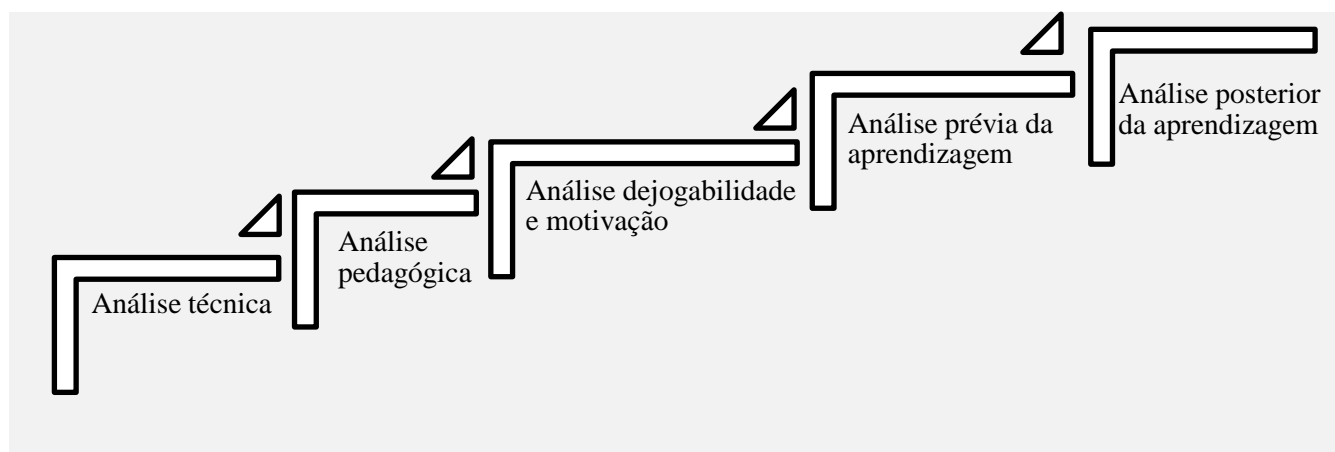 Análise técnica
Análise
pedagógica
Análise dejogabilidade
e motivação
Análise prévia da
aprendizagem
Análise posterior
da aprendizagem